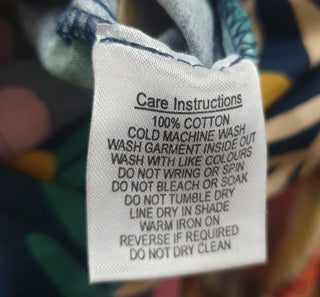 Care Instructions
100% COTTON
COLD MACHINE WASH
WASH GARMENT INSIDE OUT
WASH WITH LIKE COLOURS
DO NOT WRING OR SPIN
DO NOT BLEACH OR SOAK
DO NOT TUMBLE DRY
LINE DRY IN SHADE
WARM IRON ON
REVERSE IF REQUIRED
DO NOT DRY CLEAN